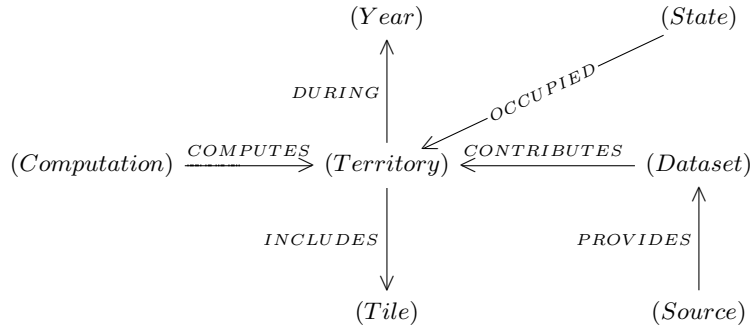 (Year)
(State)
DURING
OCCUPIED
(Computation)
COMPUTES
(Territory)
CONTRIBUTES
(Dataset)
INCLUDES
PROVIDES
(Tile)
(Source)